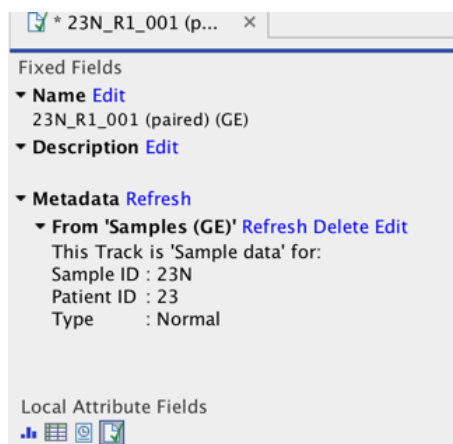 * 23N_R1_001 (p... ×
Fixed Fields
Name Edit
23N_R1_001 (paired) (GE)
Description Edit
Metadata Refresh
From 'Samples (GE)' Refresh Delete Edit
This Track is 'Sample data' for:
Sample ID : 23N
Patient ID : 23
Type : Normal
Local Attribute Fields